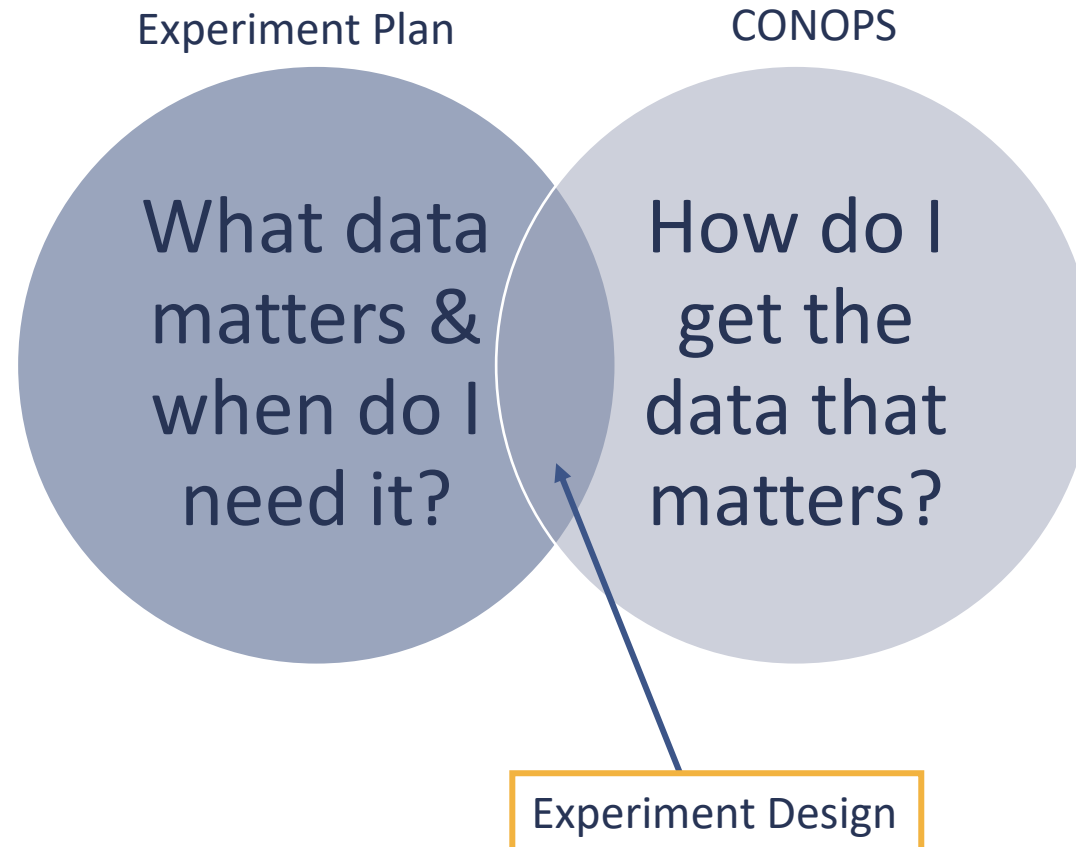 Experiment Plan
CONOPS
What data
matters &
when do I
need it?
How do I
get the
data that
matters?
Experiment Design